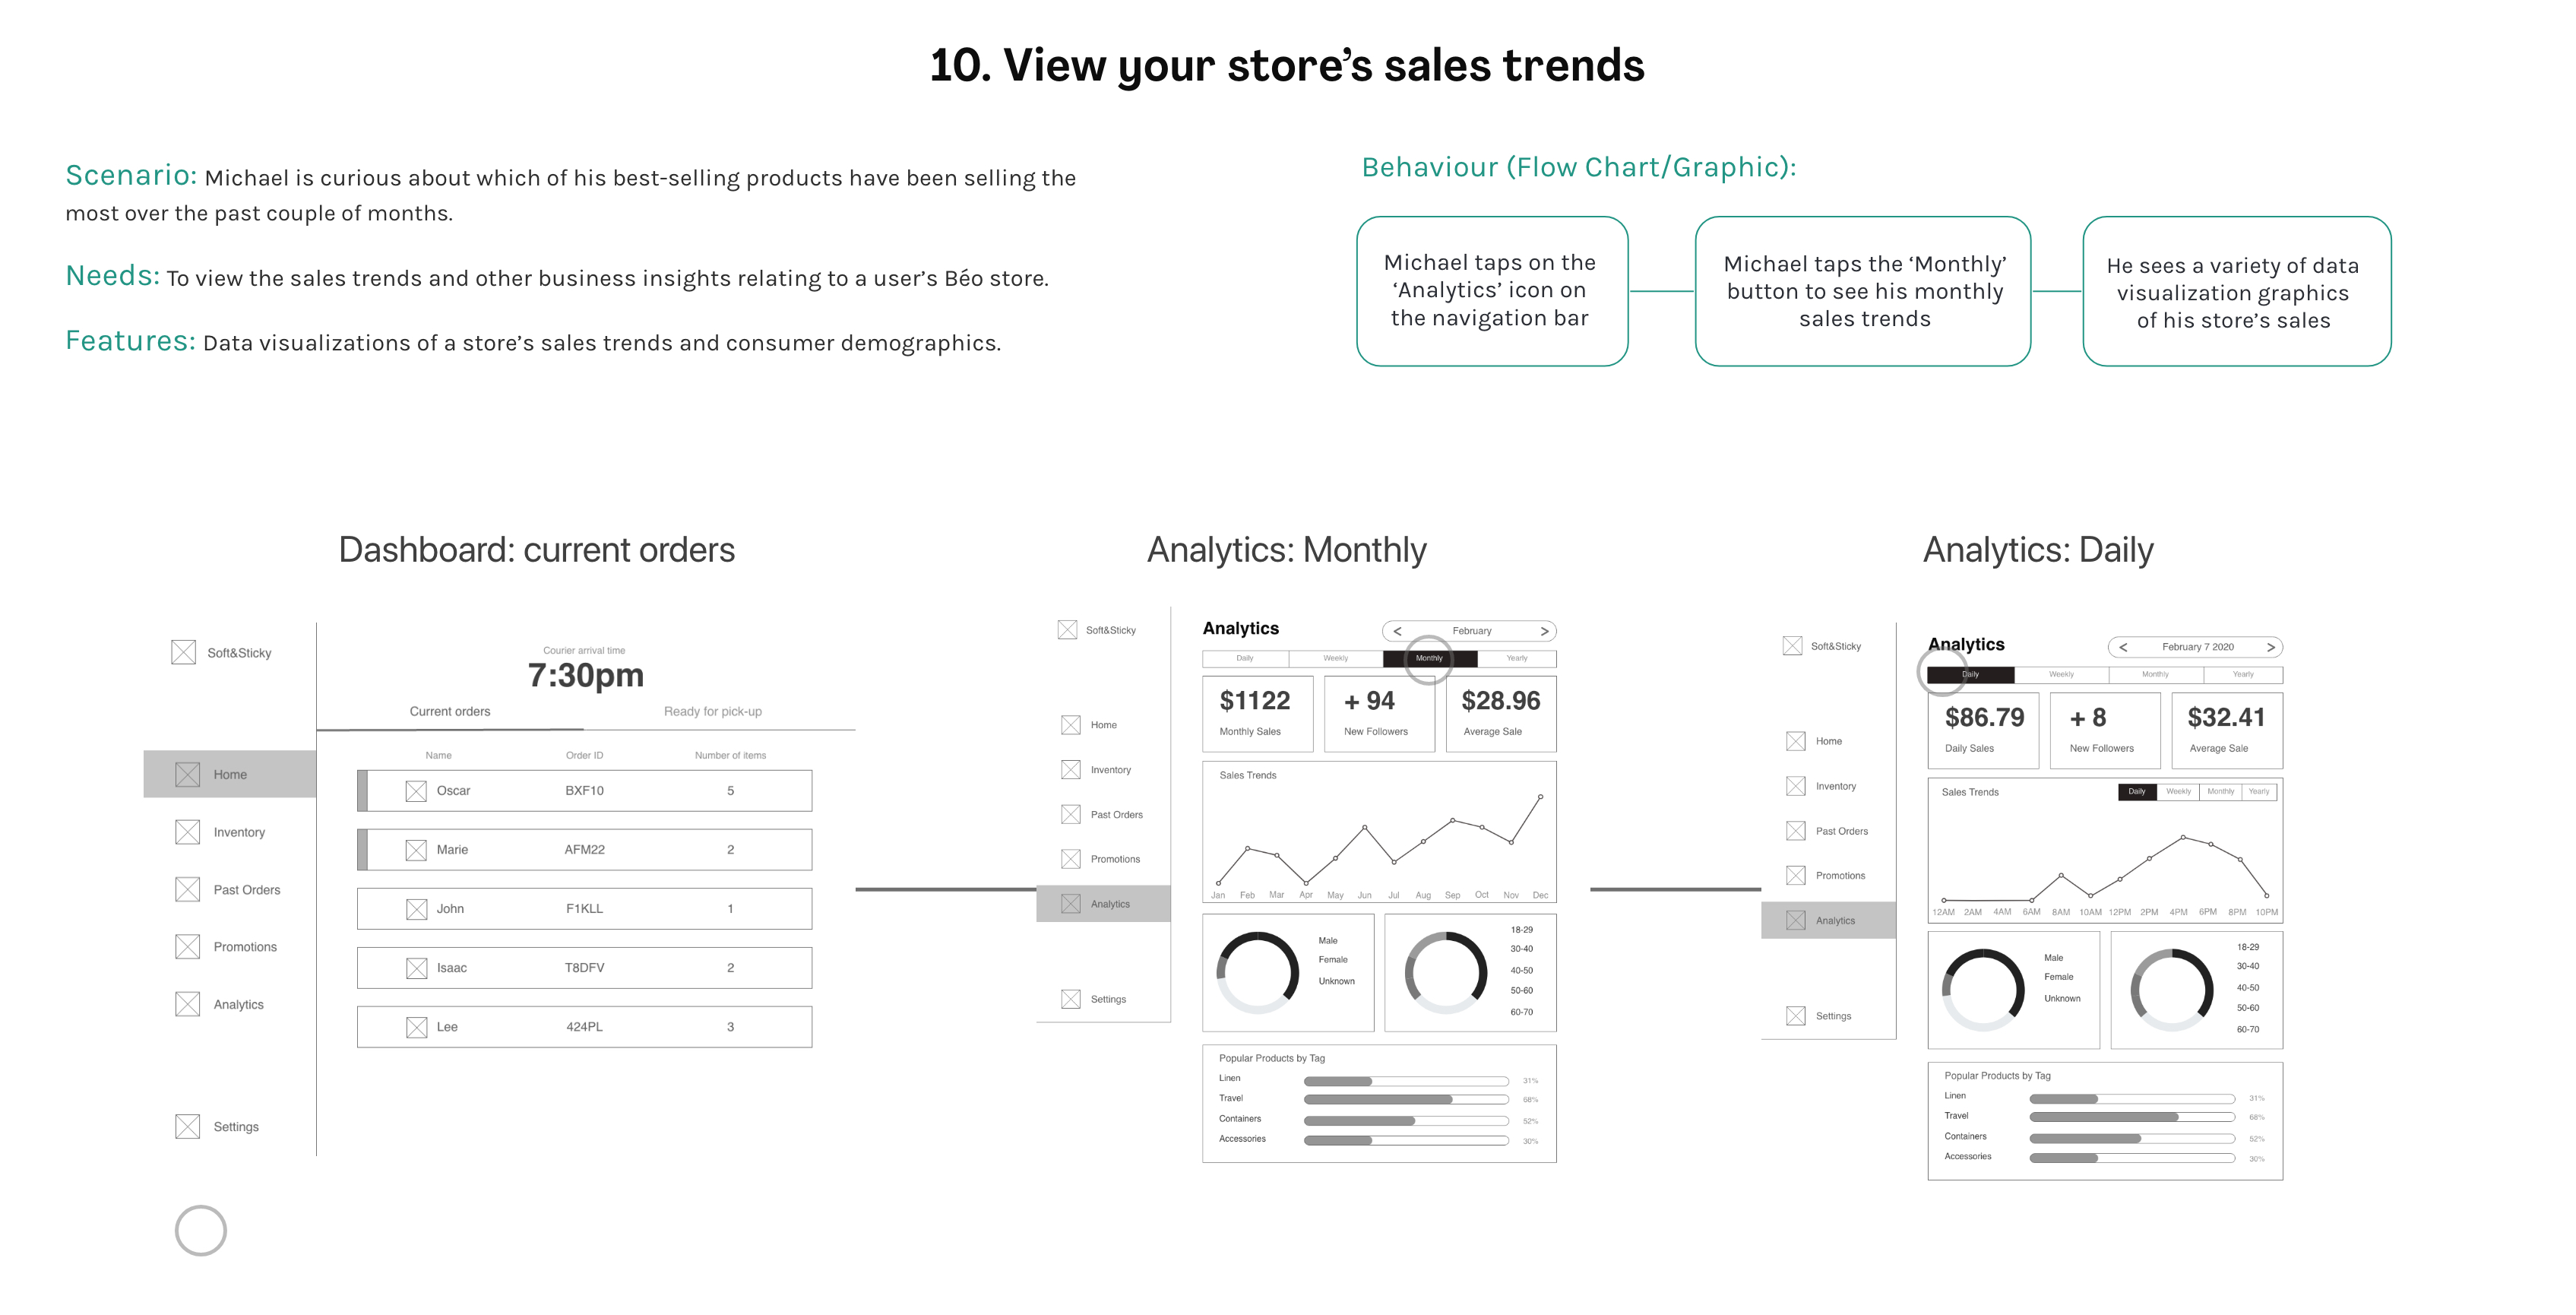 10. View your store’s sales trends
Scenario: Michael is curious about which of his best-selling products have been selling the
most over the past couple of months.
Needs: To view the sales trends and other business insights relating to a user’s Béo store.
Features: Data visualizations of a store’s sales trends and consumer demographics.
Behaviour (Flow Chart/Graphic):
Michael taps on the
‘Analytics’ icon on
the navigation bar
Michael taps the ‘Monthly’
button to see his monthly
sales trends
He sees a variety of data
visualization graphics
of his store’s sales
Dashboard: current orders
Soft&Sticky
Home
Inventory
Past Orders
Promotions
Analytics
Settings
Courier arrival time
7:30pm
Current orders Ready for pick-up
Name Order ID Number of items
Oscar BXF10 5
Marie AFM22 2
John F1KLL 1
Isaac T8DFV 2
Lee 424PL 3
Analytics: Monthly
Soft&Sticky
Home
Inventory
Past Orders
Promotions
Analytics
Settings
Analytics < February >
Daily Weekly Monthly Yearly
$1122 + 94 $28.96
Monthly Sales New Followers Average Sale
Sales Trends
Jan Feb Mar Apr May Jun Jul Aug Sep Oct Nov Dec
Male
Female
Unknown
18-29
30-40
40-50
50-60
60-70
Popular Products by Tag
Linen 31%
Travel 68%
Containers 52%
Accessories 30%
Analytics: Daily
Soft&Sticky
Home
Inventory
Past Orders
Promotions
Analytics
Settings
Analytics < February 7 2020 >
Daily Weekly Monthly Yearly
$86.79 + 8 $32.41
Daily Sales New Followers Average Sale
Sales Trends Daily Weekly Monthly Yearly
12AM 2AM 4AM 6AM 8AM 10AM 12PM 2PM 4PM 6PM 8PM 10PM
Male
Female
Unknown
18-29
30-40
40-50
50-60
60-70
Popular Products by Tag
Linen 31%
Travel 68%
Containers 52%
Accessories 30%